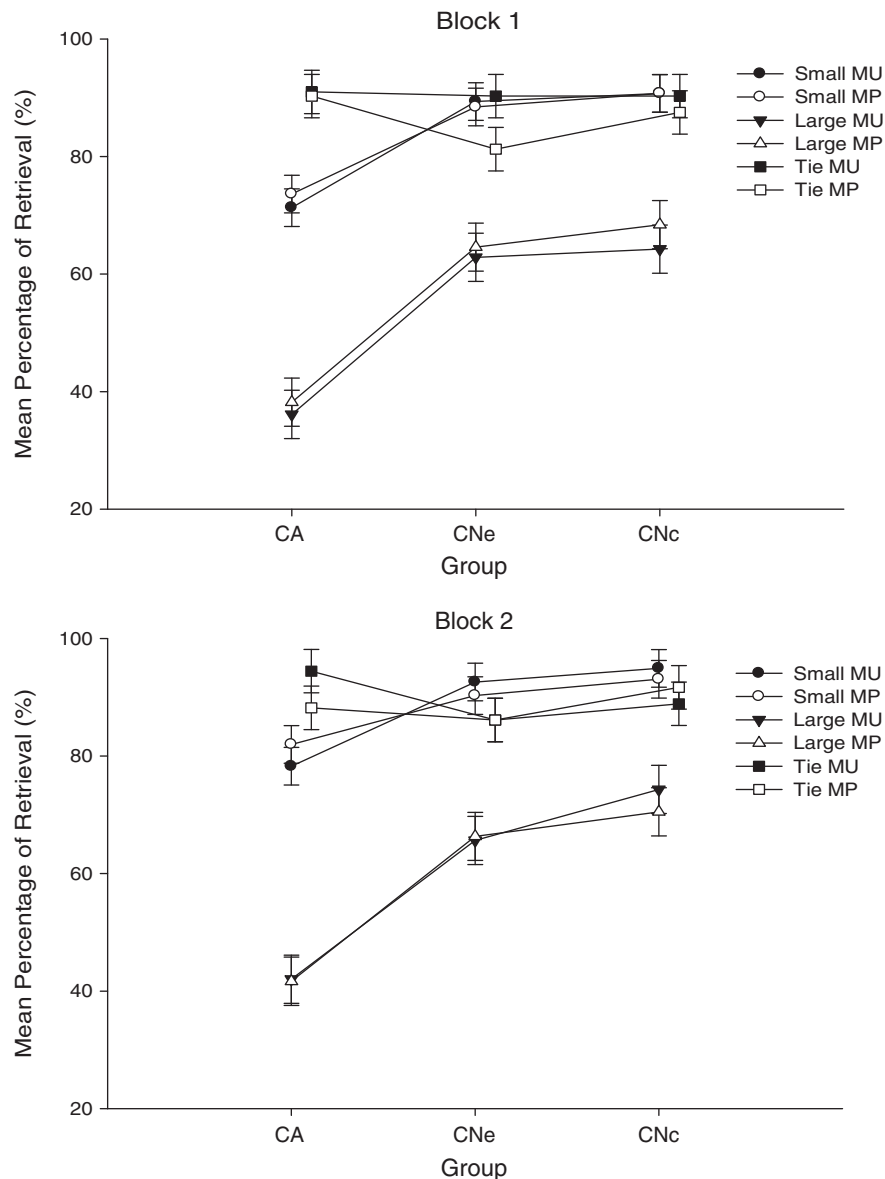 Block 1
Mean Percentage of Retrieval (%)
100
80
60
40
20
CA
CNe
CNc
Group
Small MU
Small MP
Large MU
Large MP
Tie MU
Tie MP
Block 2
Mean Percentage of Retrieval (%)
100
80
60
40
20
CA
CNe
CNc
Group
Small MU
Small MP
Large MU
Large MP
Tie MU
Tie MP